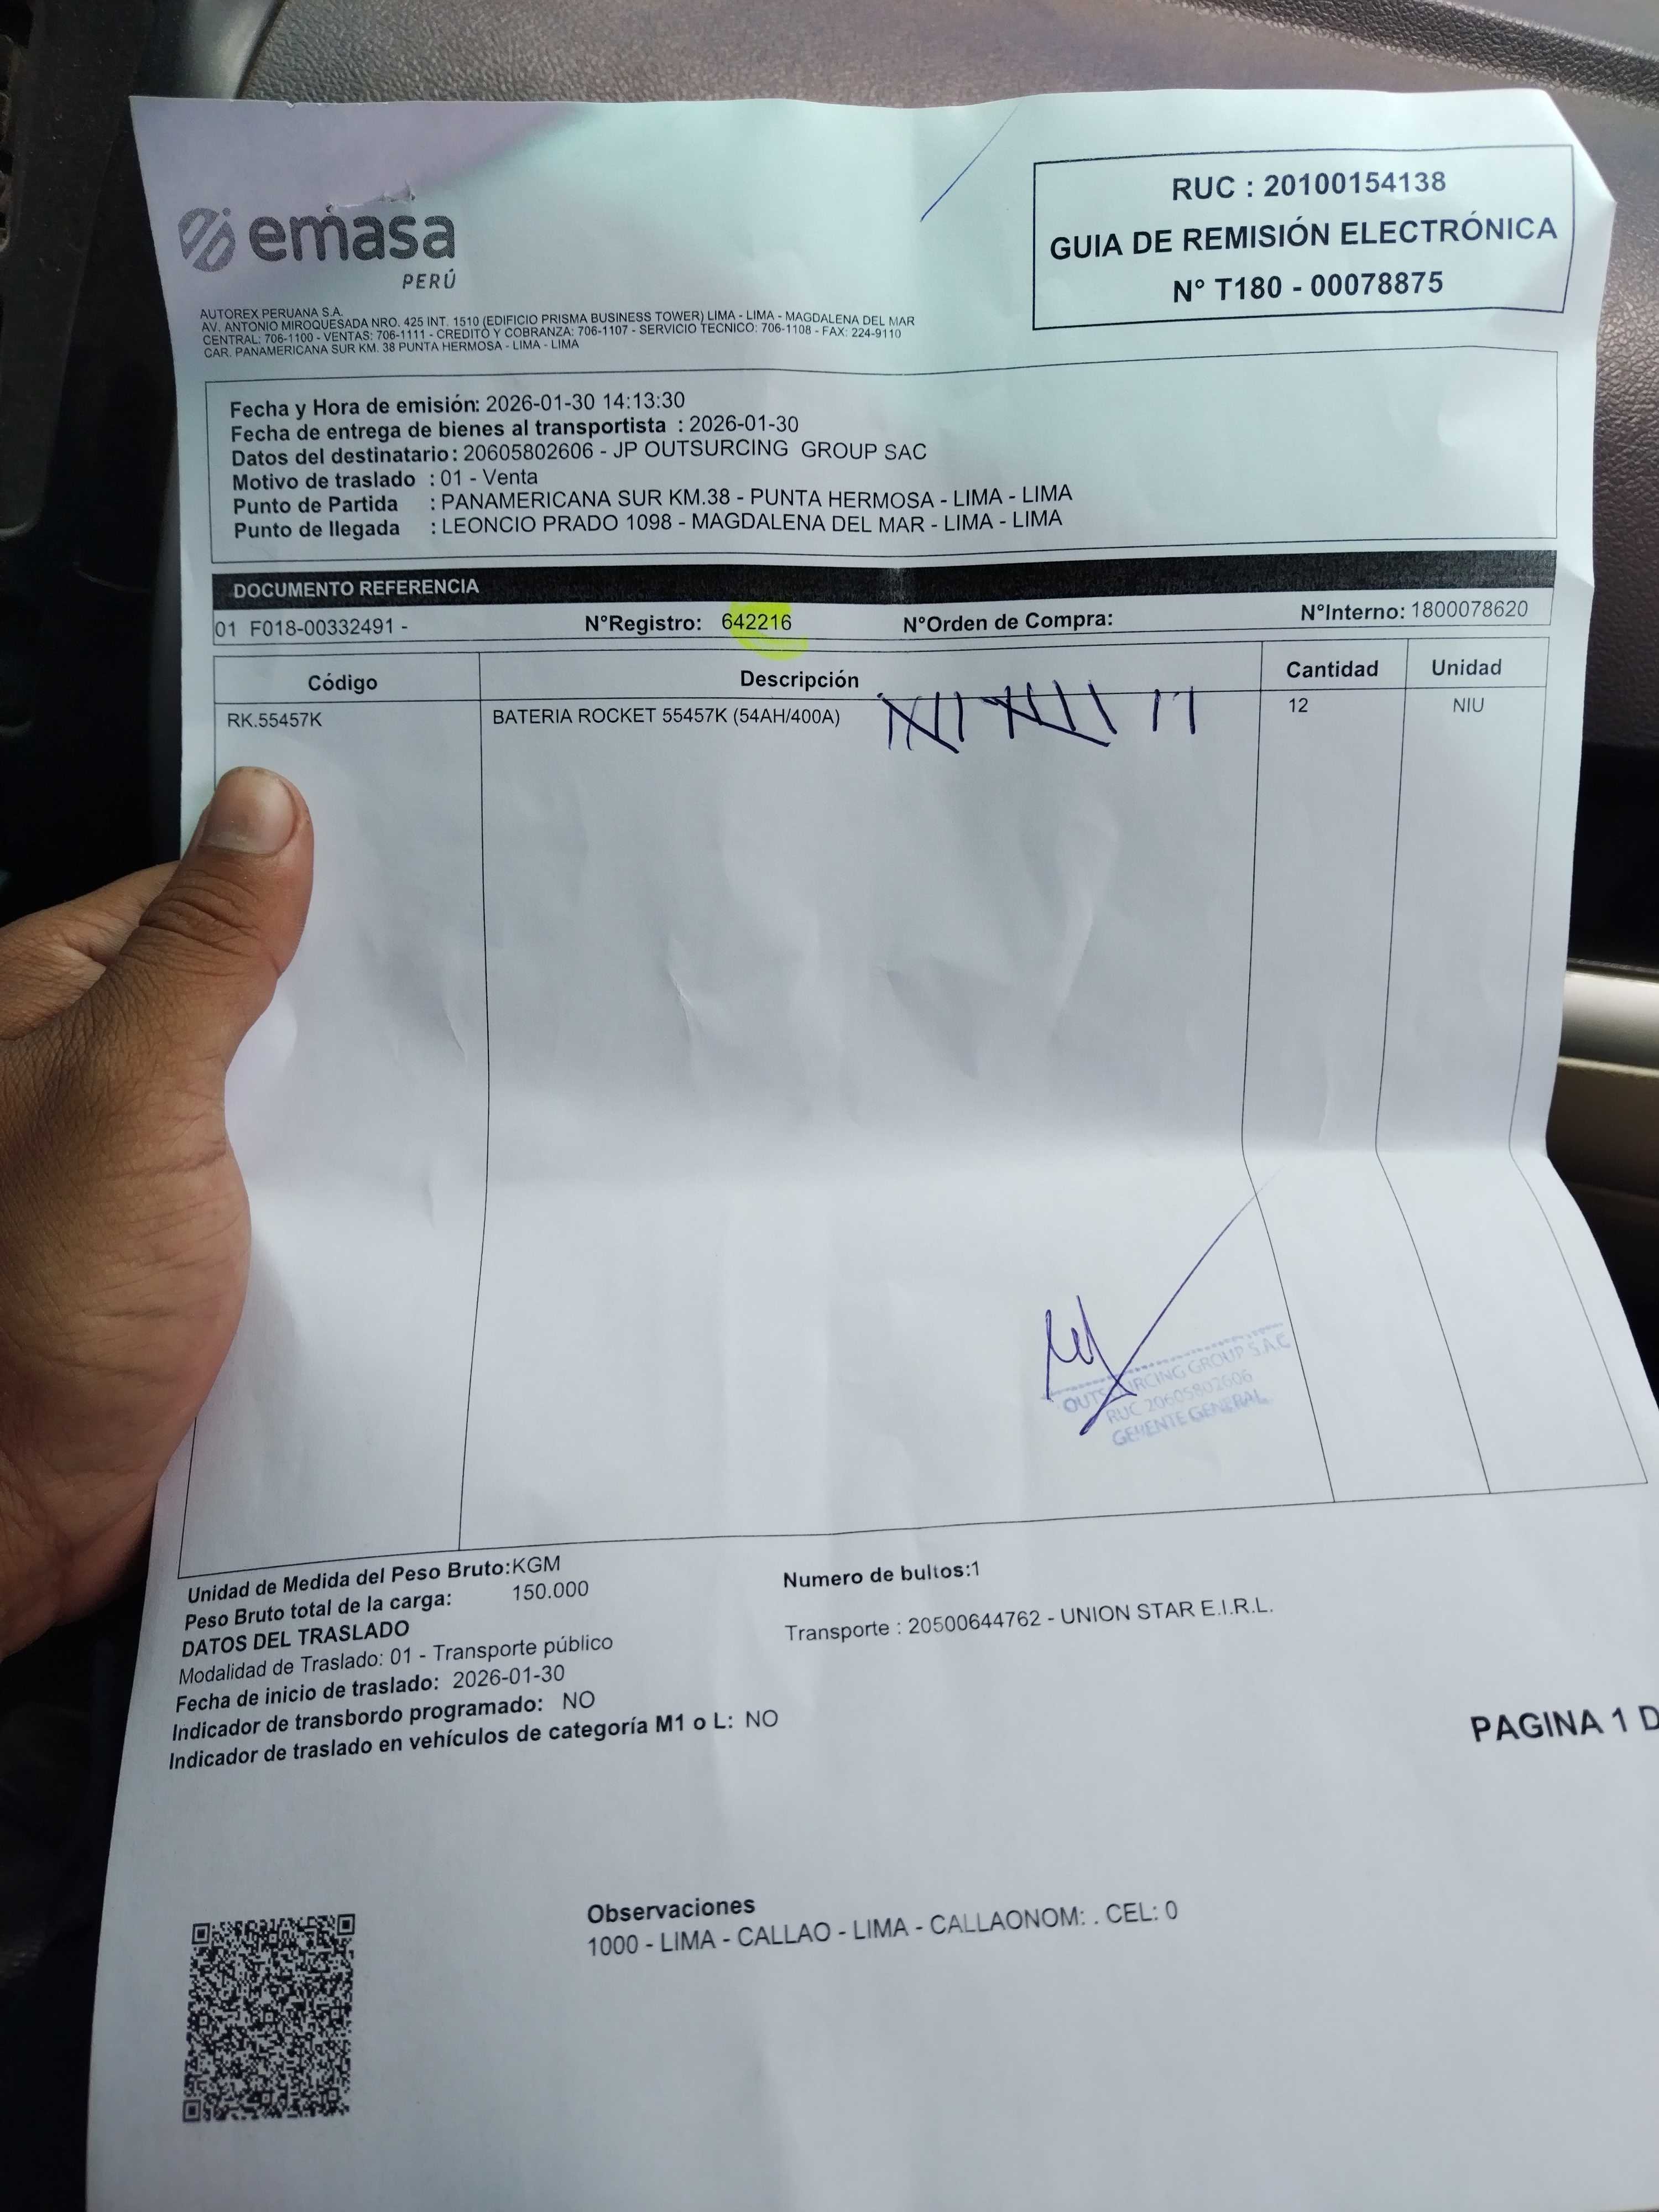 emasa
PERÚ
RUC : 20100154138
GUIA DE REMISIÓN ELECTRÓNICA
N° T180 - 00078875
AUTOREX PERUANA S.A.
AV. ANTONIO MIROQUESADA NRO. 425 INT. 1510 (EDIFICIO PRISMA BUSINESS TOWER) LIMA - LIMA - MAGDALENA DEL MAR
CENTRAL: 706-1100 - VENTAS: 706-1111 - CREDITO Y COBRANZA: 706-1107 - SERVICIO TECNICO: 706-1108 - FAX: 224-9110
CAR. PANAMERICANA SUR KM. 38 PUNTA HERMOSA - LIMA - LIMA
Fecha y Hora de emisión: 2026-01-30 14:13:30
Fecha de entrega de bienes al transportista : 2026-01-30
Datos del destinatario: 20605802606 - JP OUTSURCING GROUP SAC
Motivo de traslado : 01 - Venta
Punto de Partida : PANAMERICANA SUR KM.38 - PUNTA HERMOSA - LIMA - LIMA
Punto de llegada : LEONCIO PRADO 1098 - MAGDALENA DEL MAR - LIMA - LIMA
DOCUMENTO REFERENCIA
01 F018-00332491 - N°Registro: 642216 N°Orden de Compra: N°Interno: 1800078620
Código Descripción Cantidad Unidad
RK.55457K BATERIA ROCKET 55457K (54AH/400A) 12 NIU
OUTSOURCING GROUP S.A.C
RUC 20605802606
GERENTE GENERAL
Unidad de Medida del Peso Bruto:KGM
Peso Bruto total de la carga: 150.000
Numero de bultos:1
DATOS DEL TRASLADO
Transporte : 20500644762 - UNION STAR E.I.R.L.
Modalidad de Traslado: 01 - Transporte público
Fecha de inicio de traslado: 2026-01-30
Indicador de transbordo programado: NO
Indicador de traslado en vehículos de categoría M1 o L: NO
PAGINA 1 D
Observaciones
1000 - LIMA - CALLAO - LIMA - CALLAONOM: . CEL: 0